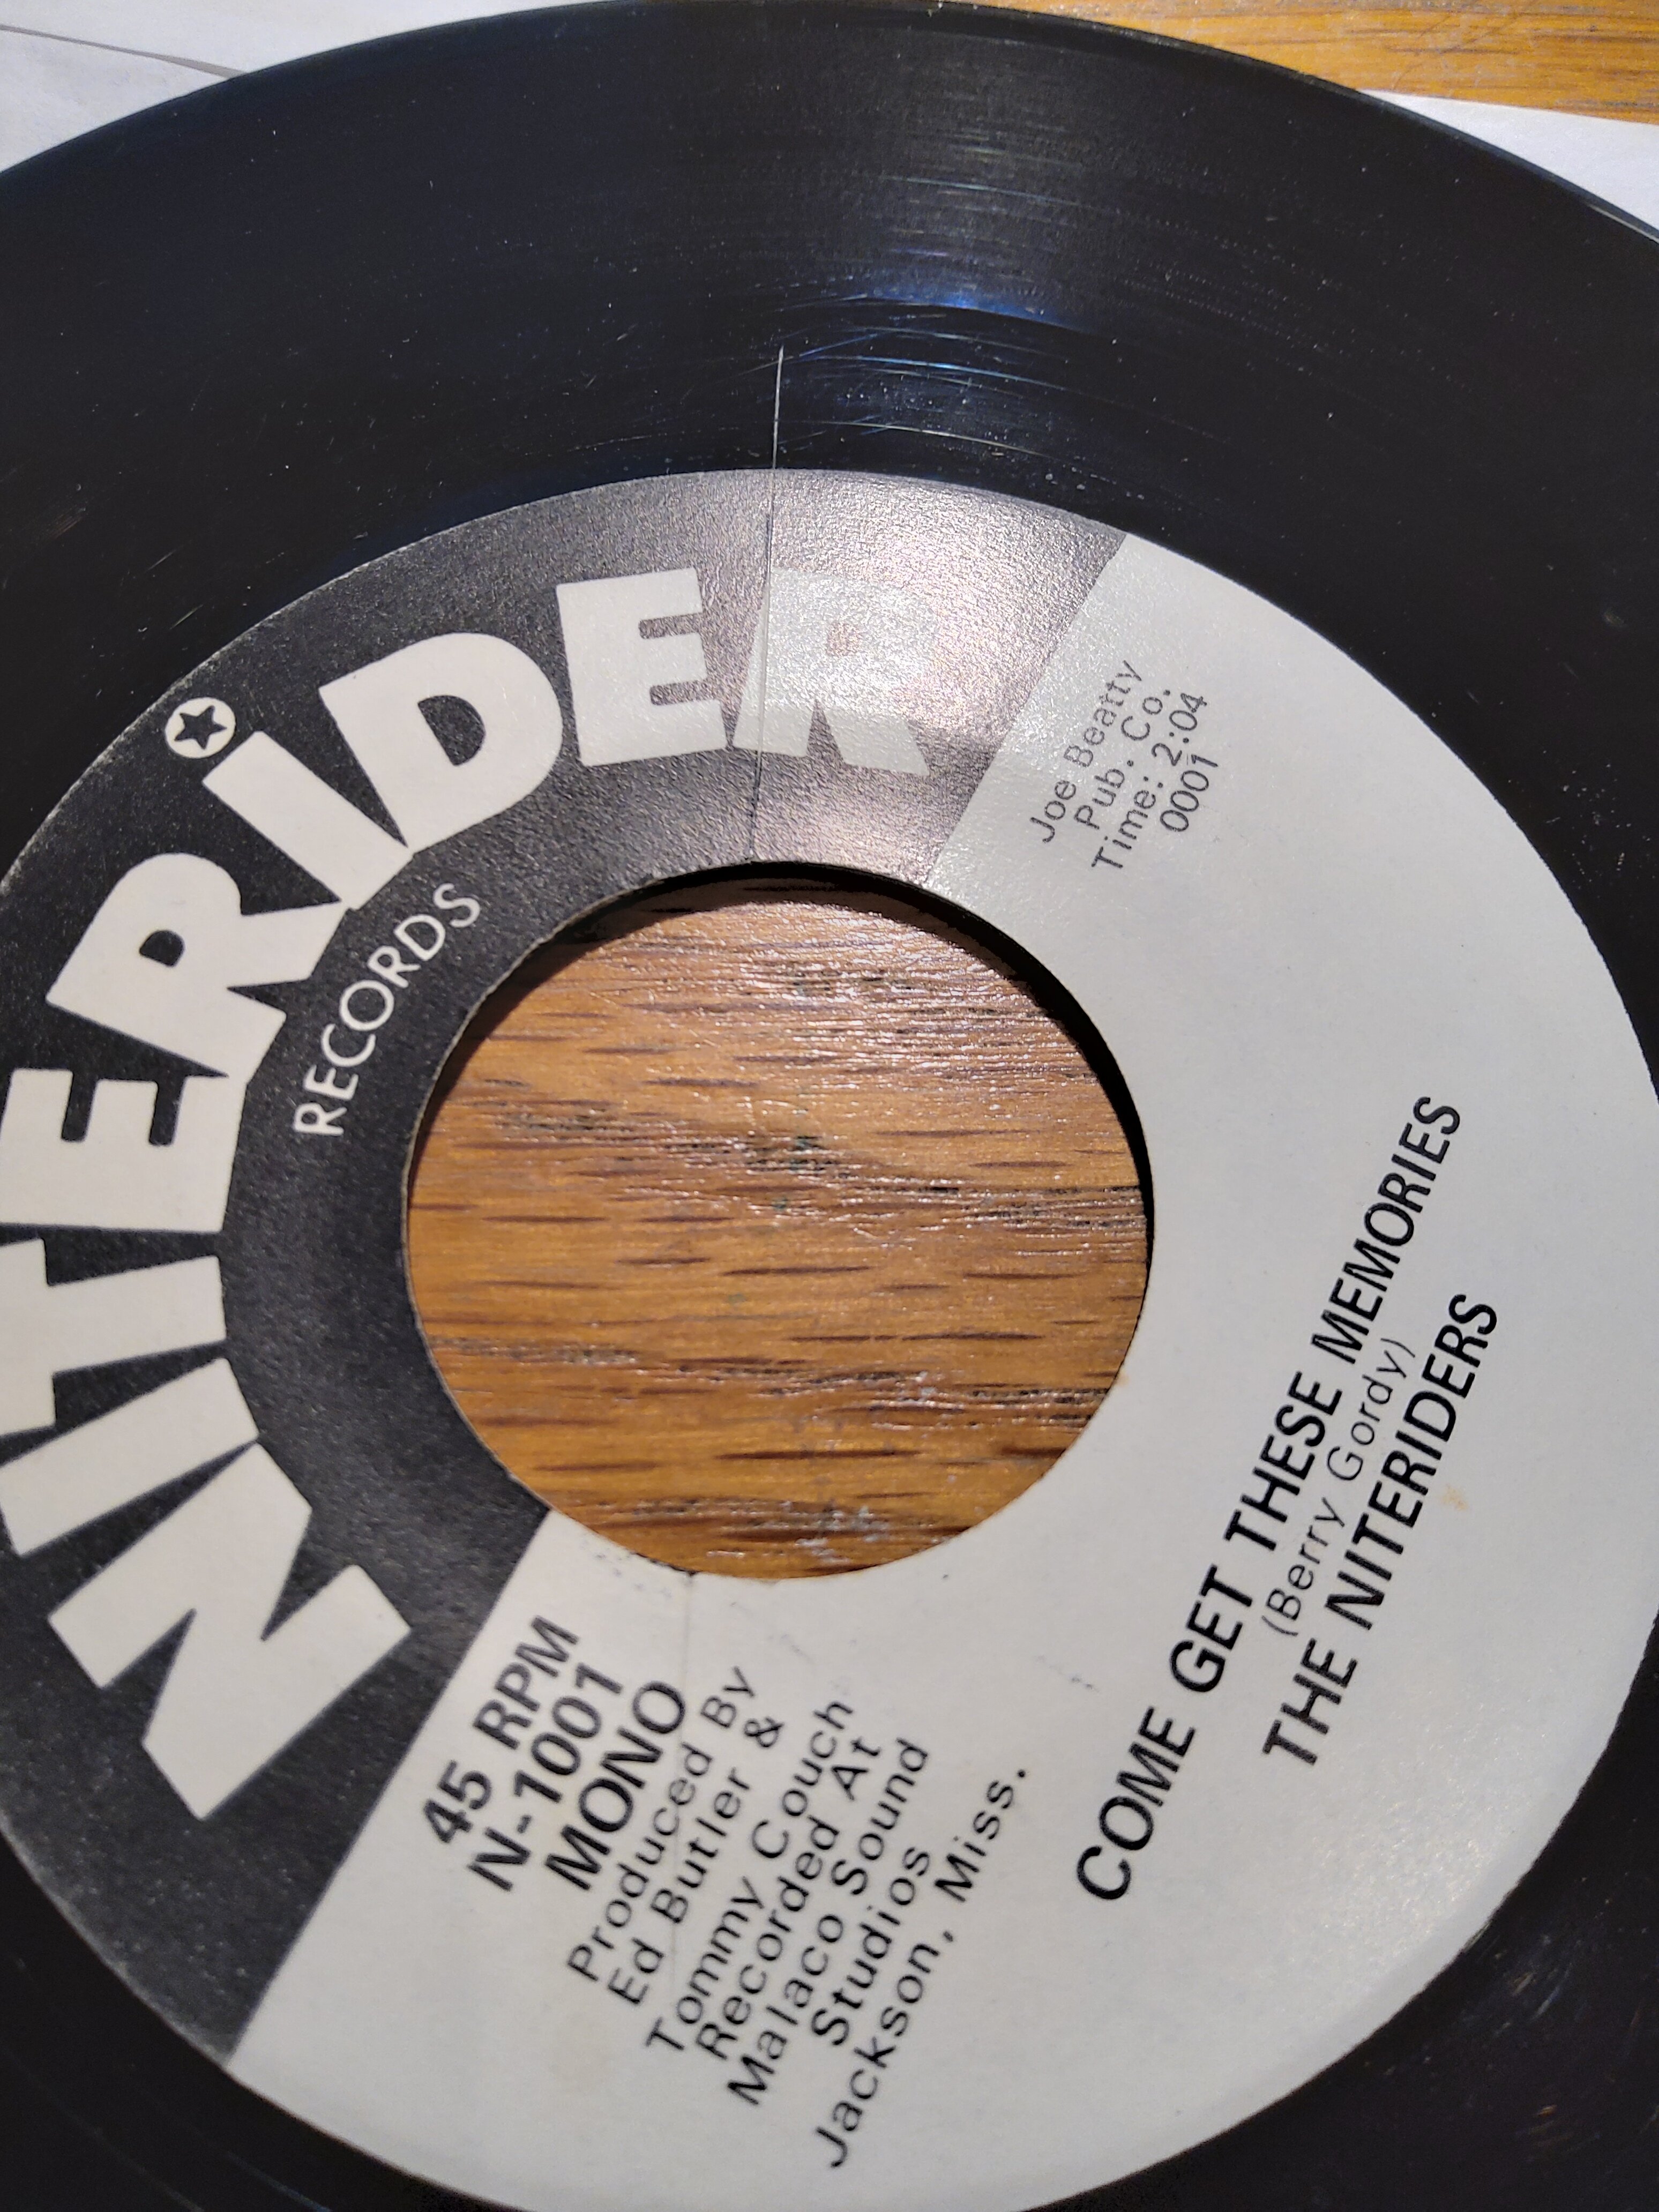 NITERIDER
RECORDS
45 RPM
N-1001
MONO
Produced By
Ed Butler &
Tommy Couch
Recorded At
Malaco Sound
Studios
Jackson, Miss.
Joe Beatty
Pub. Co.
Time: 2:04
0001
COME GET THESE MEMORIES
(Berry Gordy)
THE NITERIDERS